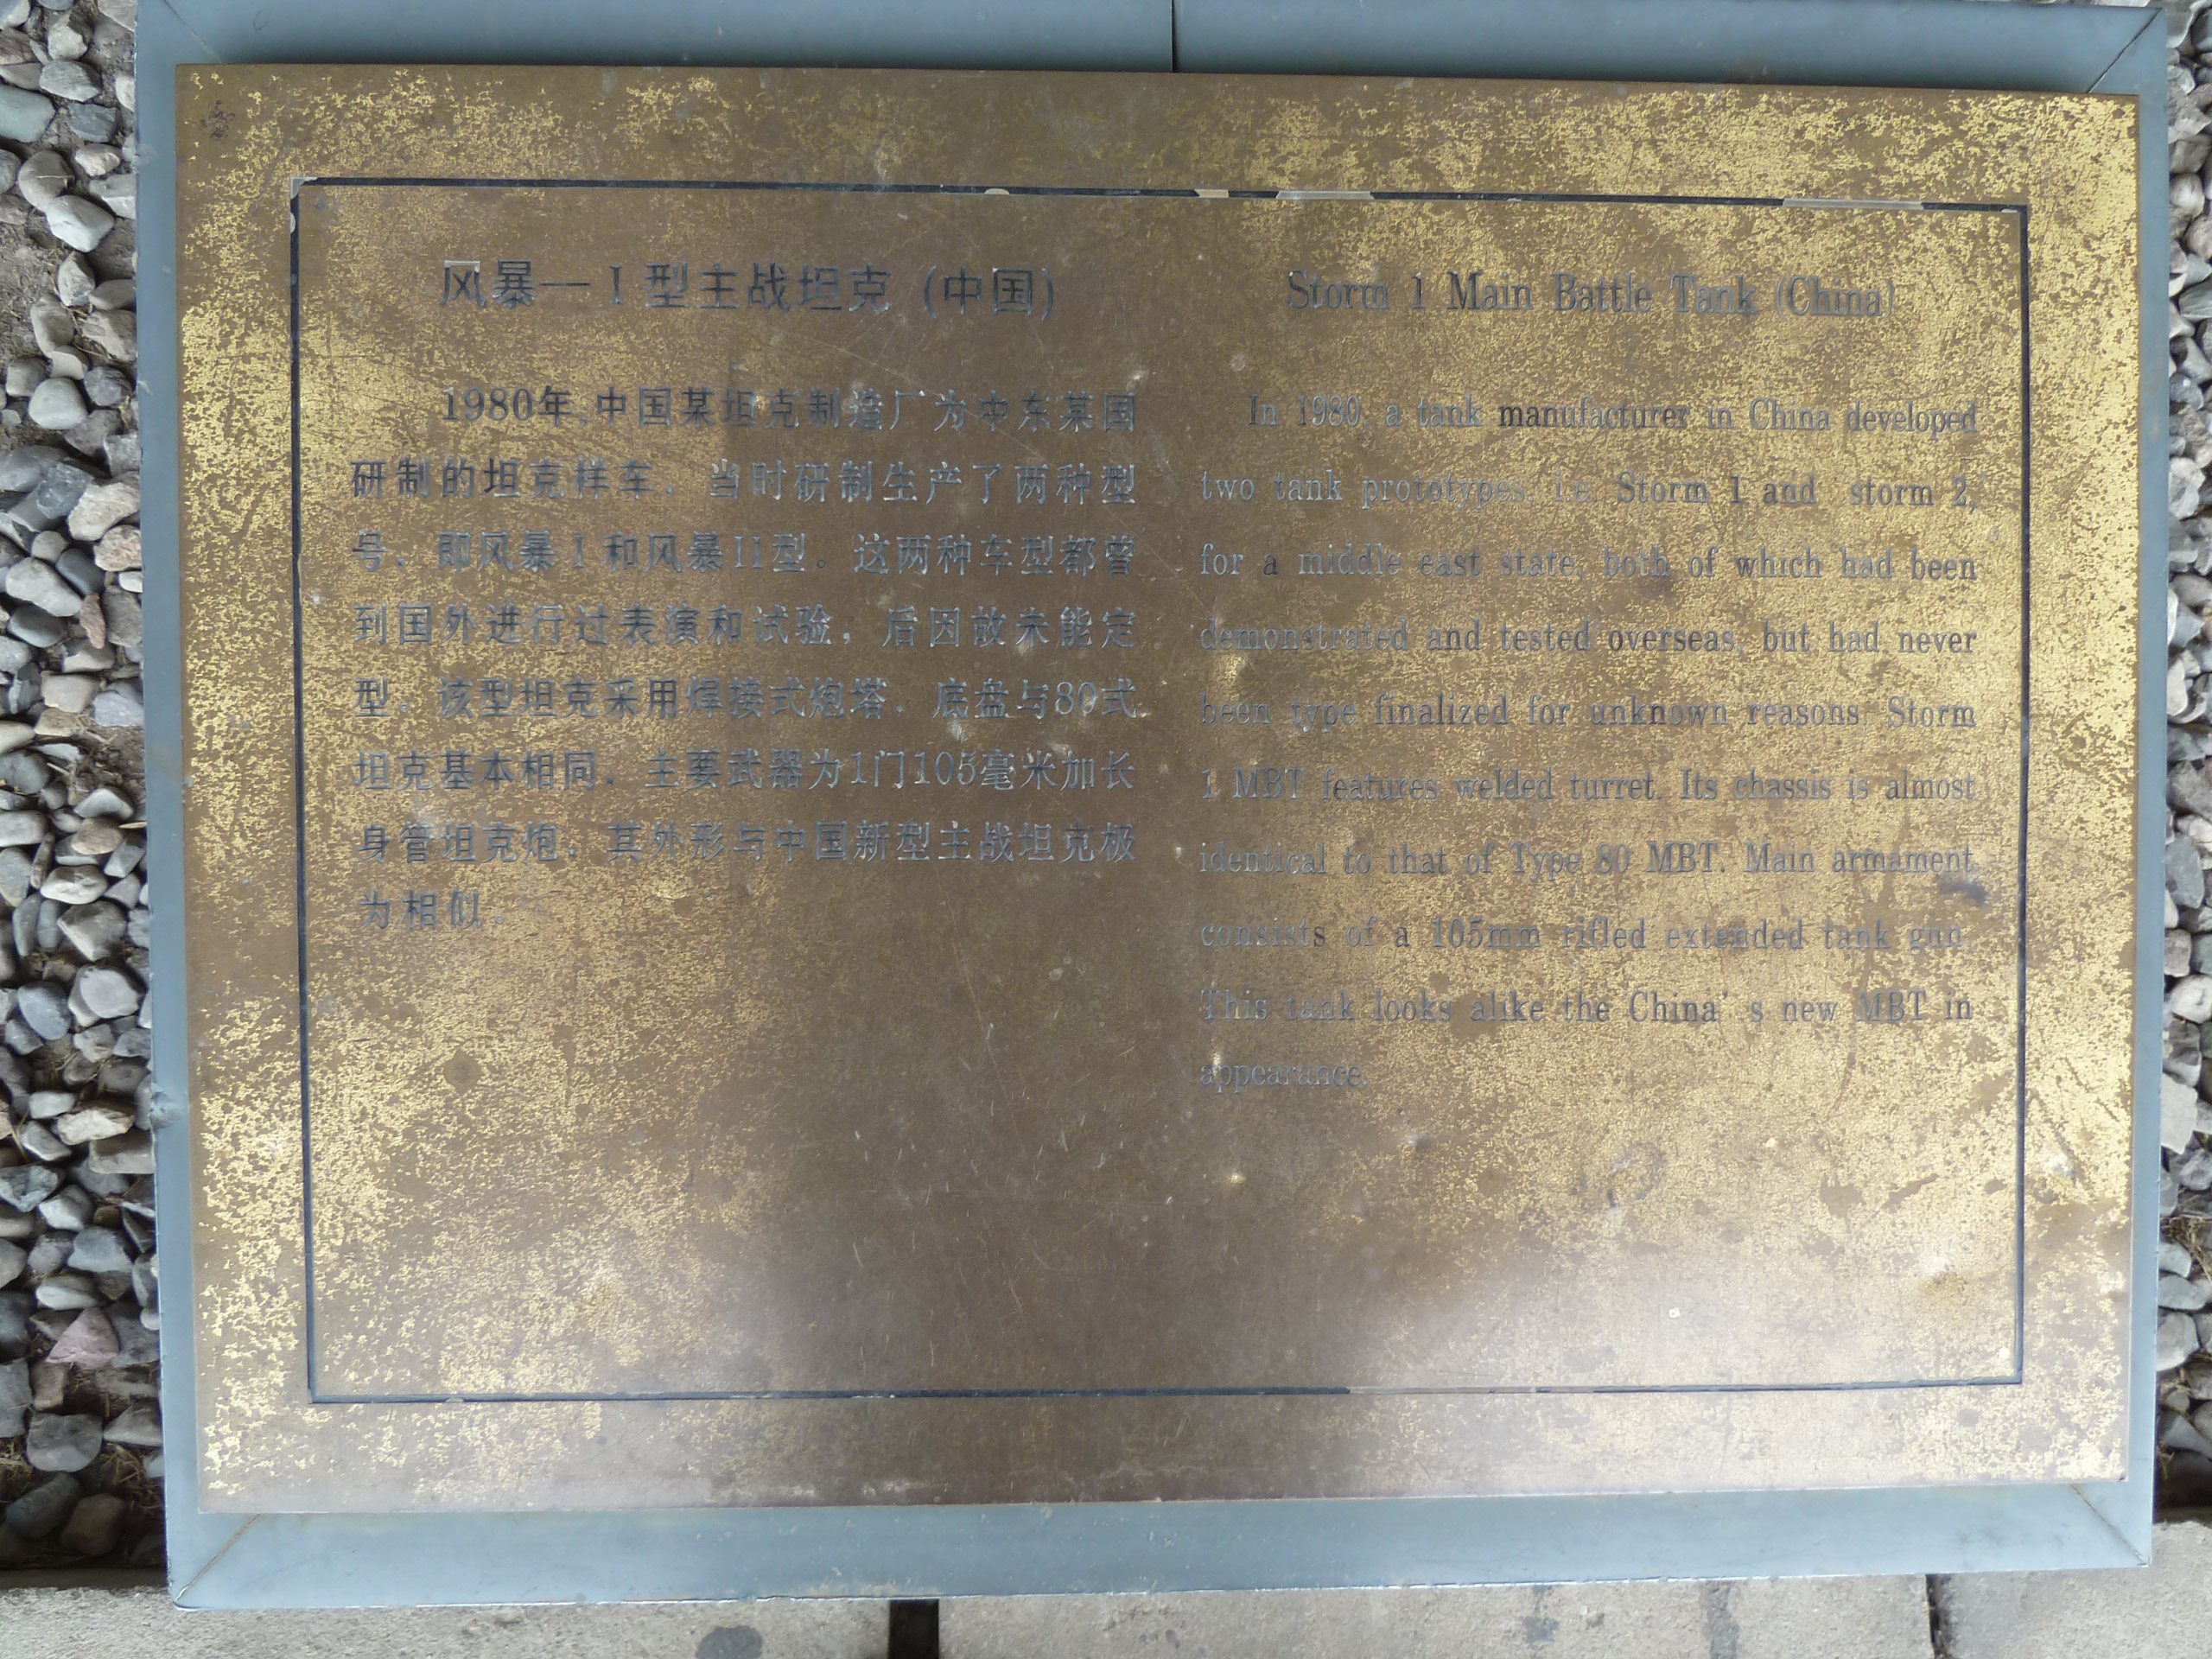 风暴—I型主战坦克 (中国)
1980年,中国某坦克制造厂为中东某国
研制的坦克样车，当时研制生产了两种型
号，即风暴I和风暴II型。这两种车型都曾
到国外进行过表演和试验，后因故未能定
型。该型坦克采用焊接式炮塔，底盘与80式
坦克基本相同，主要武器为1门105毫米加长
身管坦克炮，其外形与中国新型主战坦克极
为相似。
Storm 1 Main Battle Tank (China)
In 1980, a tank manufacturer in China developed
two tank prototypes, i.e. Storm 1 and storm 2,
for a middle east state, both of which had been
demonstrated and tested overseas, but had never
been type finalized for unknown reasons. Storm
1 MBT features welded turret. Its chassis is almost
identical to that of Type 80 MBT. Main armament
consists of a 105mm rifled extended tank gun.
This tank looks alike the China's new MBT in
appearance.